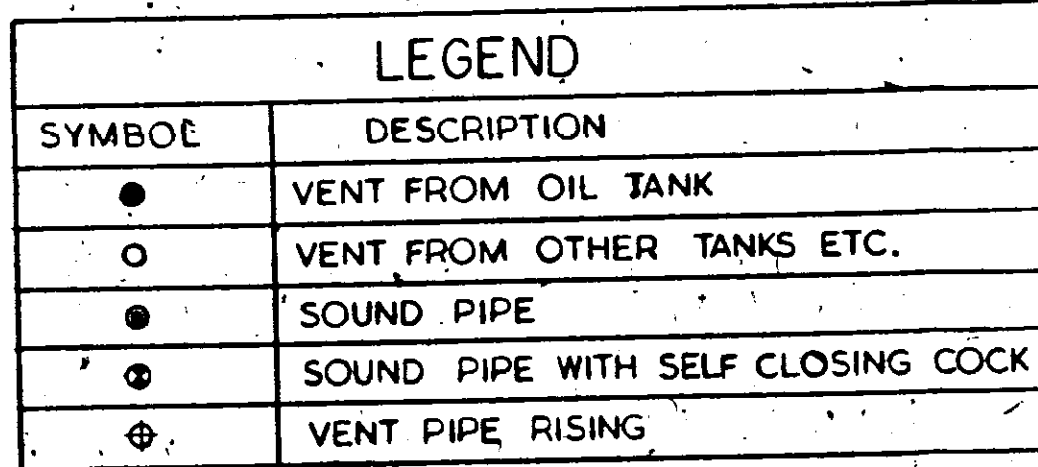 LEGEND
SYMBOL DESCRIPTION
VENT FROM OIL TANK
VENT FROM OTHER TANKS ETC.
SOUND PIPE
SOUND PIPE WITH SELF CLOSING COCK
VENT PIPE RISING